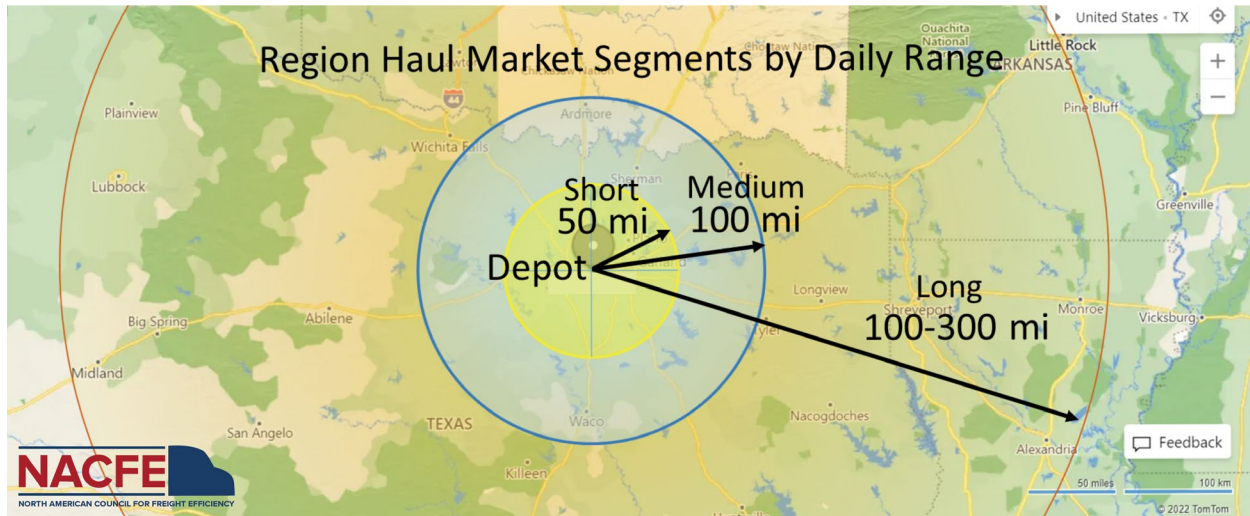 United States • TX
Region Haul Market Segments by Daily Range
Ouachita
National
Little Rock
ARKANSAS
Plainview
44
Ardmore
Pine Bluff
Wichita Falls
Lubbock
Sherman
Short
50 mi
Medium
100 mi
Greenville
Depot
Longview
Long
100-300 mi
Shreveport
Monroe
Vicksburg
Big Spring
Abilene
Tyler
Midland
TEXAS
Waco
Nacogdoches
San Angelo
Alexandria
Feedback
Killeen
NACFE
NORTH AMERICAN COUNCIL FOR FREIGHT EFFICIENCY
50 miles
100 km
© 2022 TomTom